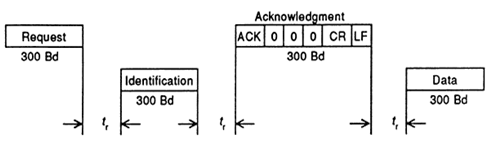 Acknowledgment
Request
ACK 0 0 0 CR LF
300 Bd
300 Bd
Identification
Data
300 Bd
300 Bd
tr
tr
tr